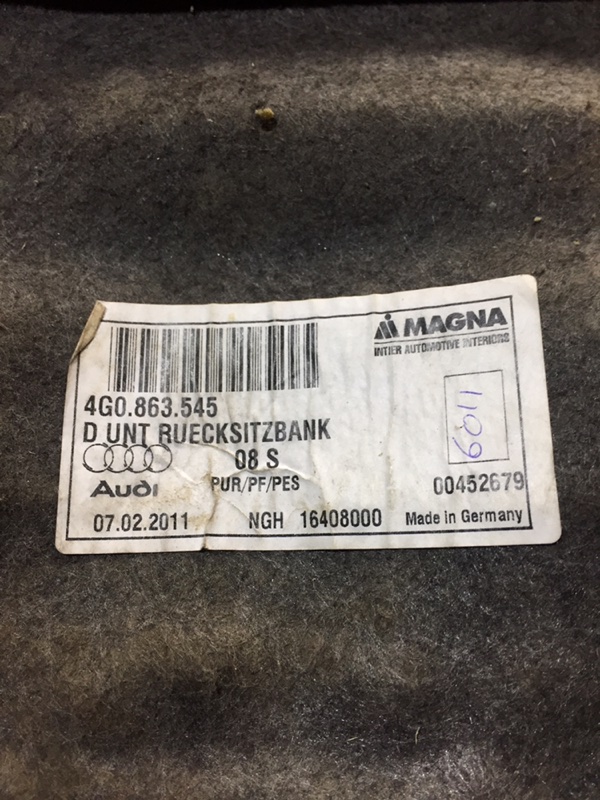 MAGNA
INTIER AUTOMOTIVE INTERIORS
4G0.863.545
D UNT RUECKSITZBANK
08 S
Audi
PUR/PF/PES
00452679
07.02.2011 NGH 16408000 Made in Germany